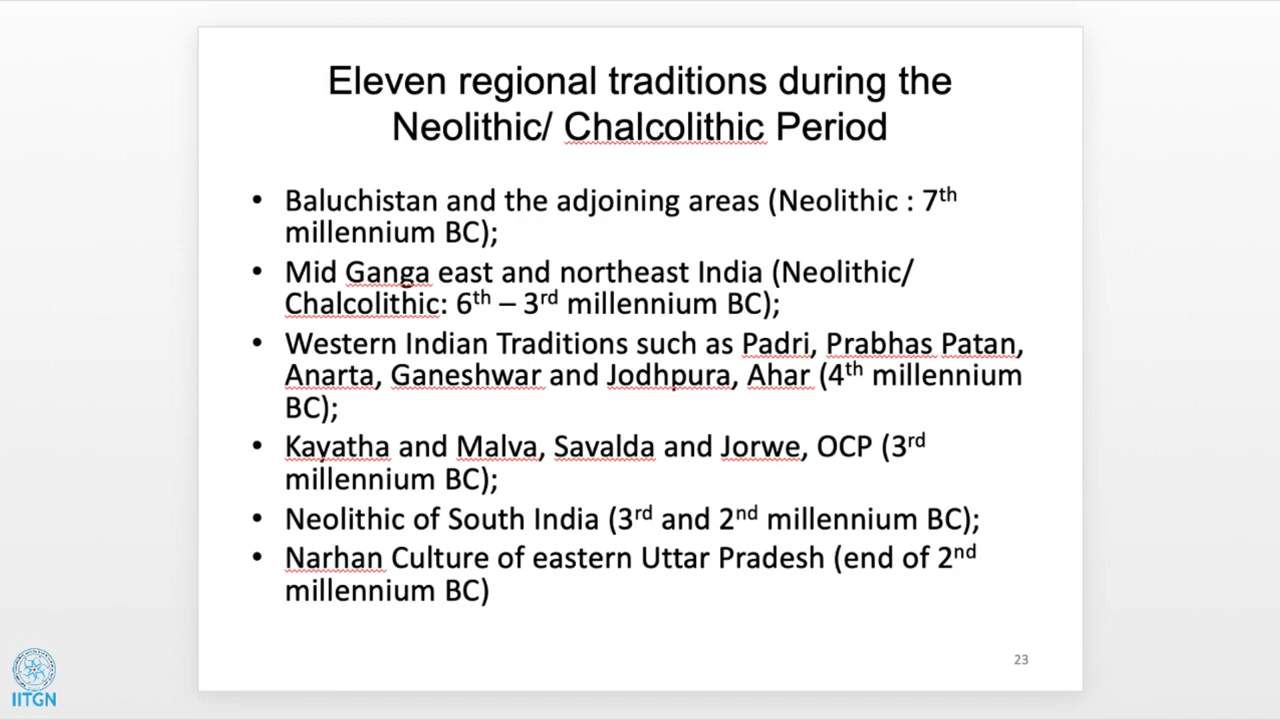 Eleven regional traditions during the
Neolithic/ Chalcolithic Period
• Baluchistan and the adjoining areas (Neolithic : 7th
millennium BC);
• Mid Ganga east and northeast India (Neolithic/
Chalcolithic: 6th – 3rd millennium BC);
• Western Indian Traditions such as Padri, Prabhas Patan,
Anarta, Ganeshwar and Jodhpura, Ahar (4th millennium
BC);
• Kayatha and Malva, Savalda and Jorwe, OCP (3rd
millennium BC);
• Neolithic of South India (3rd and 2nd millennium BC);
• Narhan Culture of eastern Uttar Pradesh (end of 2nd
millennium BC)
23
IITGN